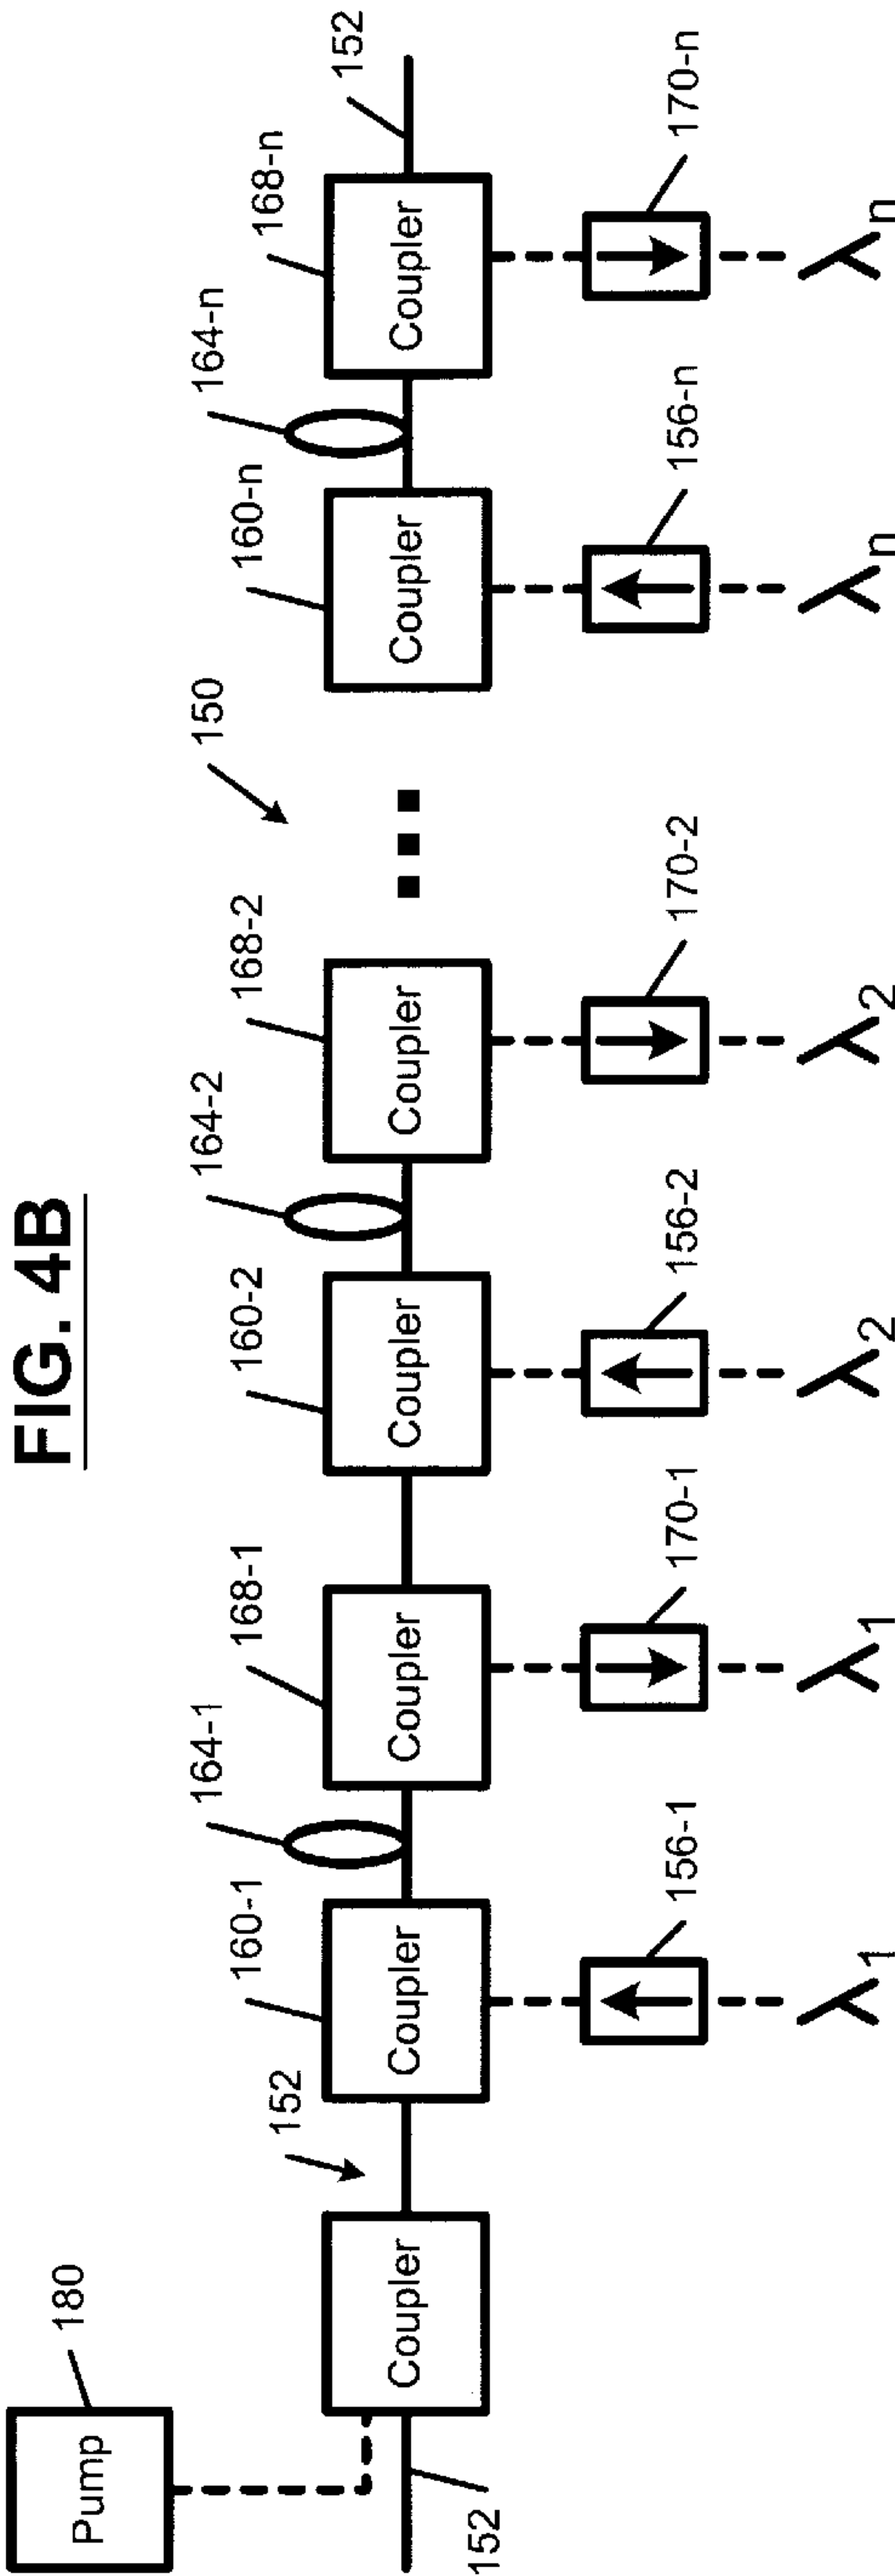 FIG. 4B
Pump
180
152
Coupler
152
160-1
Coupler
164-1
168-1
Coupler
160-2
Coupler
164-2
168-2
Coupler
150
160-n
Coupler
164-n
168-n
Coupler
152
156-1
170-1
156-2
170-2
156-n
170-n
λ1
λ1
λ2
λ2
λn
λn